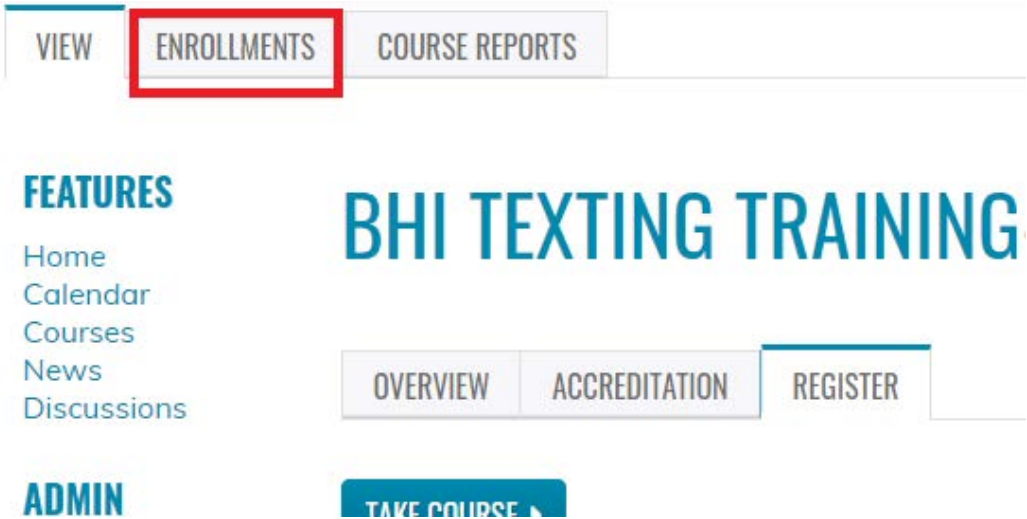 VIEW ENROLLMENTS COURSE REPORTS
FEATURES
Home
Calendar
Courses
News
Discussions
ADMIN
BHI TEXTING TRAINING
OVERVIEW ACCREDITATION REGISTER
TAKE COURSE